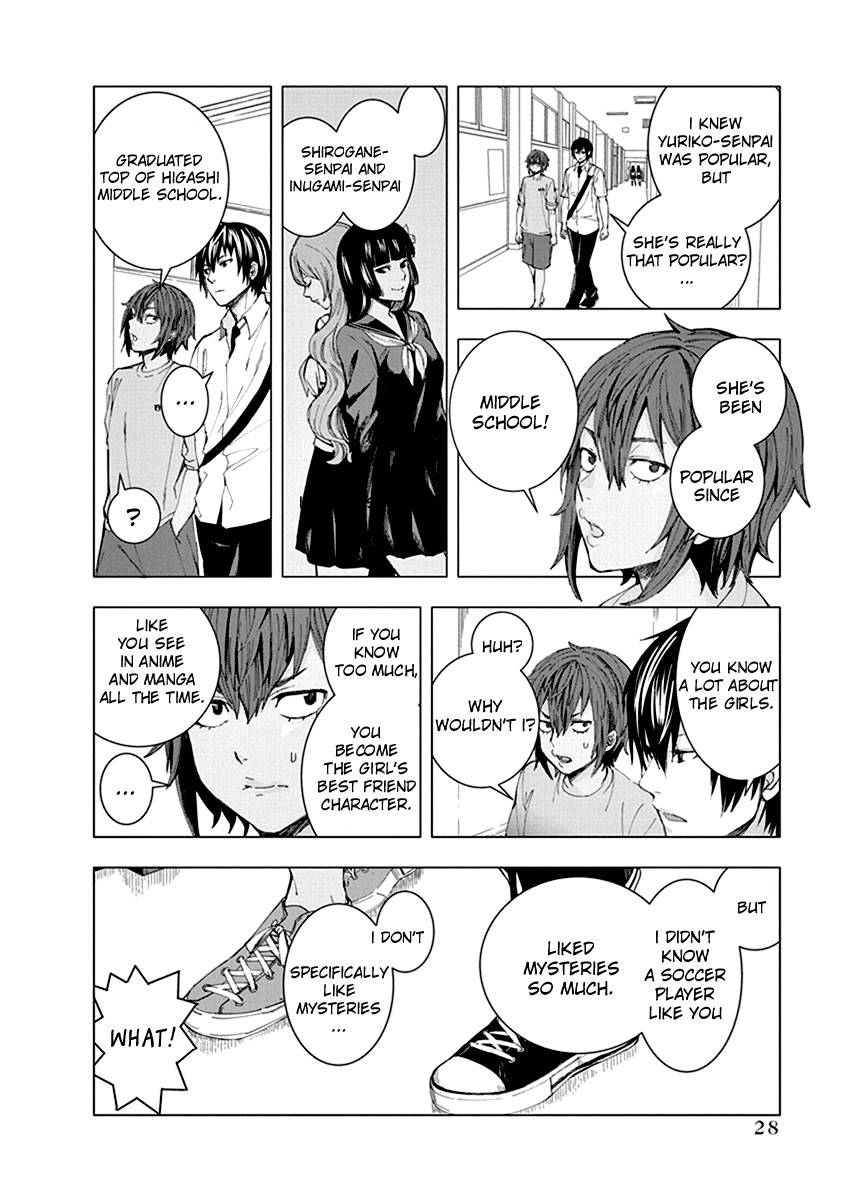 I KNEW
YURIKO-SENPAI
WAS POPULAR,
BUT
SHE'S REALLY
THAT POPULAR?
...
SHIROGANE-
SENPAI AND
INUGAMI-SENPAI
GRADUATED
TOP OF HIGASHI
MIDDLE SCHOOL.
...
?
SHE'S
BEEN
POPULAR
SINCE
MIDDLE
SCHOOL!
YOU KNOW
A LOT ABOUT
THE GIRLS.
HUH?
WHY
WOULDN'T I?
IF YOU
KNOW
TOO MUCH,
YOU
BECOME
THE GIRL'S
BEST FRIEND
CHARACTER.
LIKE
YOU SEE
IN ANIME
AND MANGA
ALL THE TIME.
...
BUT
I DIDN'T
KNOW
A SOCCER
PLAYER
LIKE YOU
LIKED
MYSTERIES
SO MUCH.
I DON'T
SPECIFICALLY
LIKE
MYSTERIES
...
WHAT!
28